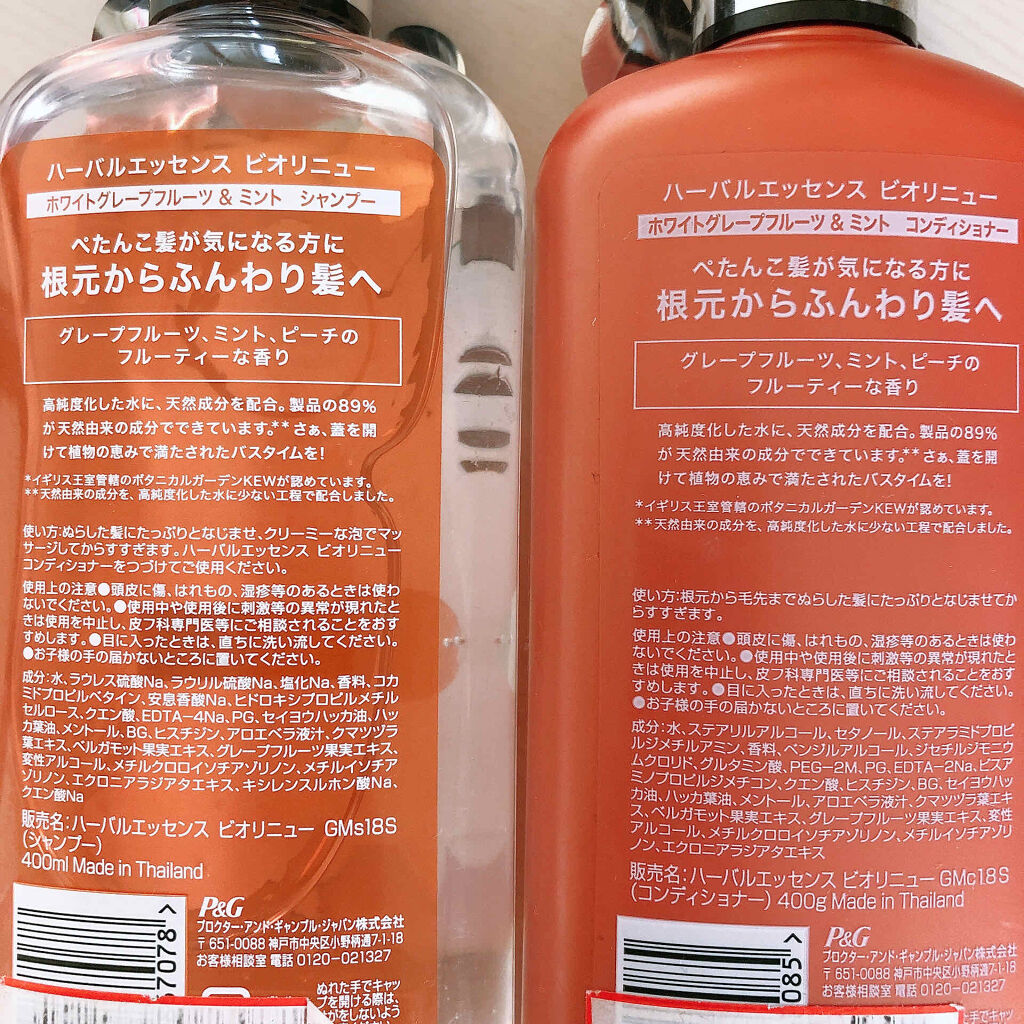 ハーバルエッセンス ビオリニュー
ホワイトグレープフルーツ & ミント シャンプー
ぺたんこ髪が気になる方に
根元からふんわり髪へ
グレープフルーツ、ミント、ピーチの
フルーティーな香り
高純度化した水に、天然成分を配合。製品の89%
が天然由来の成分でできています。** さぁ、蓋を開
けて植物の恵みで満たされたバスタイムを!
*イギリス王室管轄のボタニカルガーデンKEWが認めています。
**天然由来の成分を、高純度化した水に少ない工程で配合しました。
使い方:ぬらした髪にたっぷりとなじませ、クリーミーな泡でマッ
サージしてからすすぎます。ハーバルエッセンス ビオリニュー
コンディショナーをつづけてご使用ください。
使用上の注意●頭皮に傷、はれもの、湿疹等のあるときは使わ
ないでください。●使用中や使用後に刺激等の異常が現れたと
きは使用を中止し、皮フ科専門医等にご相談されることをおす
すめします。●目に入ったときは、直ちに洗い流してください。
●お子様の手の届かないところに置いてください。
成分:水、ラウレス硫酸Na、ラウリル硫酸Na、塩化Na、香料、コカ
ミドプロピルベタイン、安息香酸Na、ヒドロキシプロピルメチル
セルロース、クエン酸、EDTA-4Na、PG、セイヨウハッカ油、ハッ
カ葉油、メントール、BG、ヒスチジン、アロエベラ液汁、クマツヅラ
葉エキス、ベルガモット果実エキス、グレープフルーツ果実エキス、
変性アルコール、メチルクロロイソチアゾリノン、メチルイソチア
ゾリノン、エクロニアラジアタエキス、キシレンスルホン酸Na、
クエン酸Na
販売名:ハーバルエッセンス ビオリニュー GMs18S
(シャンプー)
400ml Made in Thailand
67078>
P&G
プロクター・アンド・ギャンブル・ジャパン株式会社
〒651-0088 神戸市中央区小野柄通7-1-18
お客様相談室 電話 0120-021327
ぬれた手でキャッ
プを開ける際は、
ハーバルエッセンス ビオリニュー
ホワイトグレープフルーツ & ミント コンディショナー
ぺたんこ髪が気になる方に
根元からふんわり髪へ
グレープフルーツ、ミント、ピーチの
フルーティーな香り
高純度化した水に、天然成分を配合。製品の89%
が天然由来の成分でできています。** さぁ、蓋を開
けて植物の恵みで満たされたバスタイムを!
*イギリス王室管轄のボタニカルガーデンKEWが認めています。
**天然由来の成分を、高純度化した水に少ない工程で配合しました。
使い方:根元から毛先までぬらした髪にたっぷりとなじませてか
らすすぎます。
使用上の注意●頭皮に傷、はれもの、湿疹等のあるときは使わ
ないでください。●使用中や使用後に刺激等の異常が現れたと
きは使用を中止し、皮フ科専門医等にご相談されることをおす
すめします。●目に入ったときは、直ちに洗い流してください。
●お子様の手の届かないところに置いてください。
成分:水、ステアリルアルコール、セタノール、ステアラミドプロピ
ルジメチルアミン、香料、ベンジルアルコール、ジセチルジモニウ
ムクロリド、グルタミン酸、PEG-2M、PG、EDTA-2Na、ビスア
ミノプロピルジメチコン、クエン酸、ヒスチジン、BG、セイヨウハッ
カ油、ハッカ葉油、メントール、アロエベラ液汁、クマツヅラ葉エキ
ス、ベルガモット果実エキス、グレープフルーツ果実エキス、変性
アルコール、メチルクロロイソチアゾリノン、メチルイソチアゾリ
ノン、エクロニアラジアタエキス
販売名:ハーバルエッセンス ビオリニュー GMc18S
(コンディショナー) 400g Made in Thailand
085>
P&G
プロクター・アンド・ギャンブル・ジャパン株式会社
〒651-0088 神戸市中央区小野柄通7-1-18
お客様相談室 電話 0120-021327